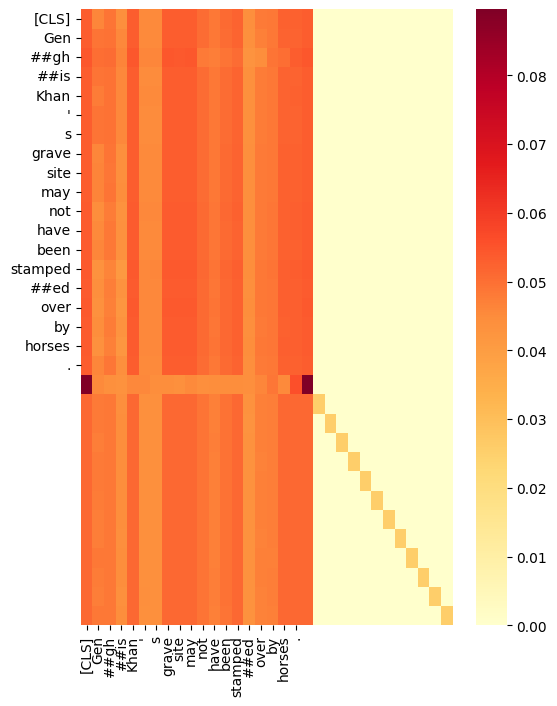 [CLS]
Gen
##gh
##is
Khan
'
s
grave
site
may
not
have
been
stamped
##ed
over
by
horses
.
0.08
0.07
0.06
0.05
0.04
0.03
0.02
0.01
0.00
[CLS]
Gen
##gh
##is
Khan
'
s
grave
site
may
not
have
been
stamped
##ed
over
by
horses
.